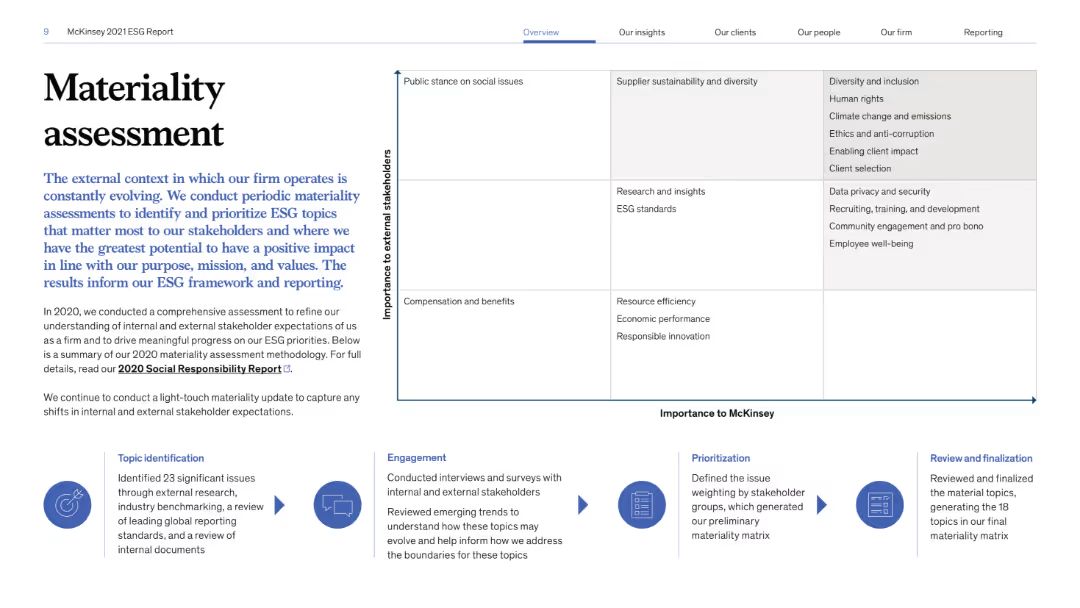 9 McKinsey 2021 ESG Report
Overview Our insights Our clients Our people Our firm Reporting
Materiality
assessment
The external context in which our firm operates is
constantly evolving. We conduct periodic materiality
assessments to identify and prioritize ESG topics
that matter most to our stakeholders and where we
have the greatest potential to have a positive impact
in line with our purpose, mission, and values. The
results inform our ESG framework and reporting.
In 2020, we conducted a comprehensive assessment to refine our
understanding of internal and external stakeholder expectations of us
as a firm and to drive meaningful progress on our ESG priorities. Below
is a summary of our 2020 materiality assessment methodology. For full
details, read our 2020 Social Responsibility Report.
We continue to conduct a light-touch materiality update to capture any
shifts in internal and external stakeholder expectations.
Importance to external stakeholders
Public stance on social issues
Supplier sustainability and diversity
Diversity and inclusion
Human rights
Climate change and emissions
Ethics and anti-corruption
Enabling client impact
Client selection
Research and insights
ESG standards
Data privacy and security
Recruiting, training, and development
Community engagement and pro bono
Employee well-being
Compensation and benefits
Resource efficiency
Economic performance
Responsible innovation
Importance to McKinsey
Topic identification
Identified 23 significant issues
through external research,
industry benchmarking, a review
of leading global reporting
standards, and a review of
internal documents
Engagement
Conducted interviews and surveys with
internal and external stakeholders
Reviewed emerging trends to
understand how these topics may
evolve and help inform how we address
the boundaries for these topics
Prioritization
Defined the issue
weighting by stakeholder
groups, which generated
our preliminary
materiality matrix
Review and finalization
Reviewed and finalized
the material topics,
generating the 18
topics in our final
materiality matrix